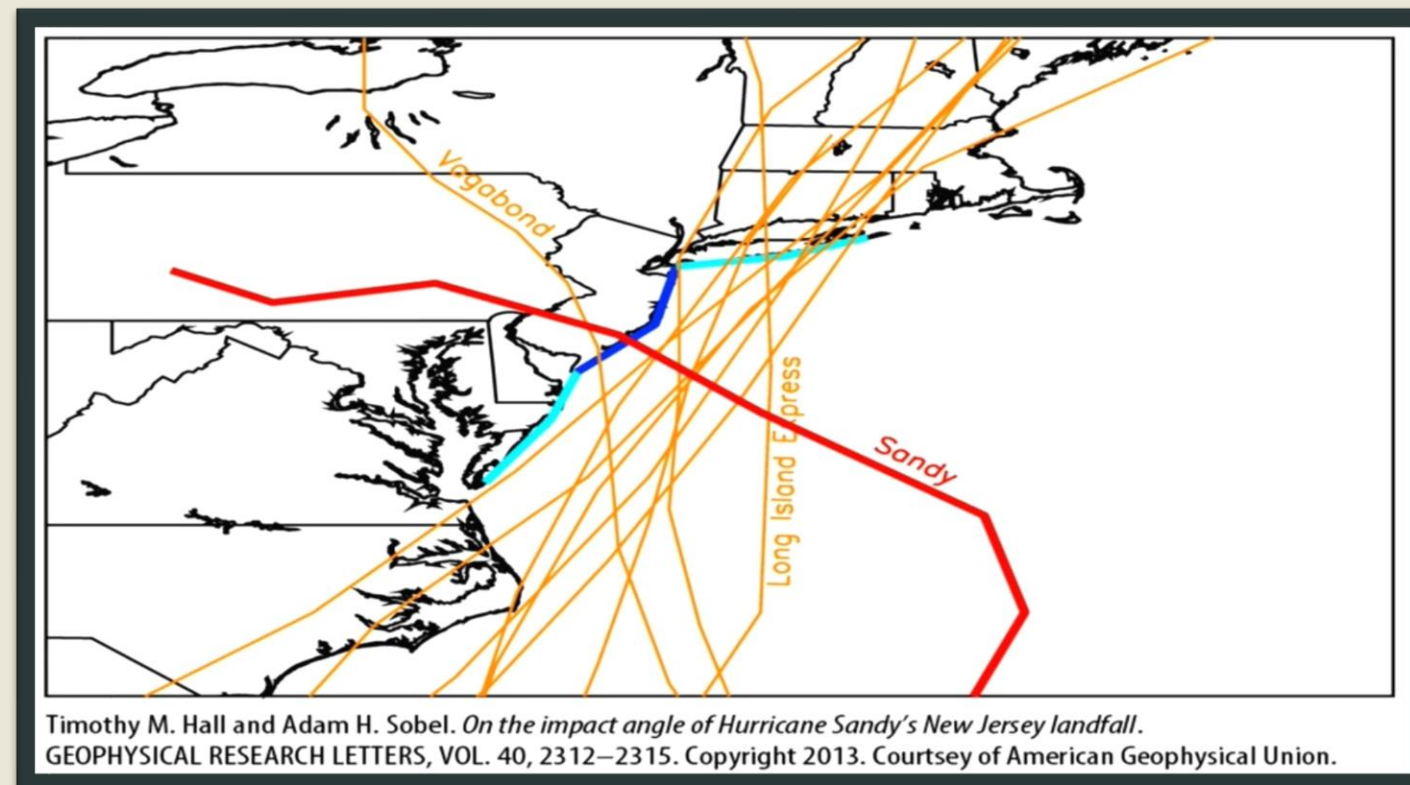 Vagabond
Long Island Express
Sandy
Timothy M. Hall and Adam H. Sobel. On the impact angle of Hurricane Sandy's New Jersey landfall.
GEOPHYSICAL RESEARCH LETTERS, VOL. 40, 2312–2315. Copyright 2013. Courtsey of American Geophysical Union.